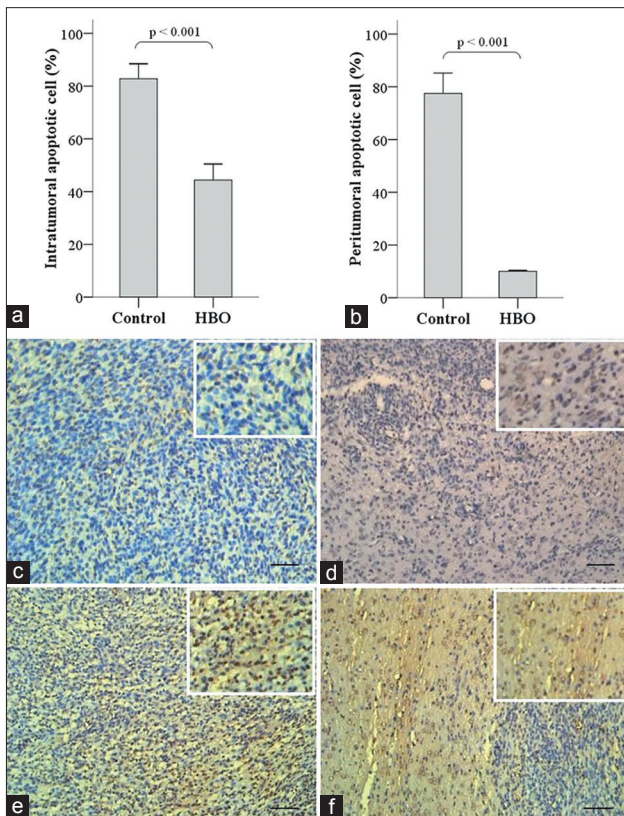 p < 0.001
Intratumoral apoptotic cell (%)
100
80
60
40
20
0
Control HBO
a
p < 0.001
Peritumoral apoptotic cell (%)
100
80
60
40
20
0
Control HBO
b
c
d
e
f